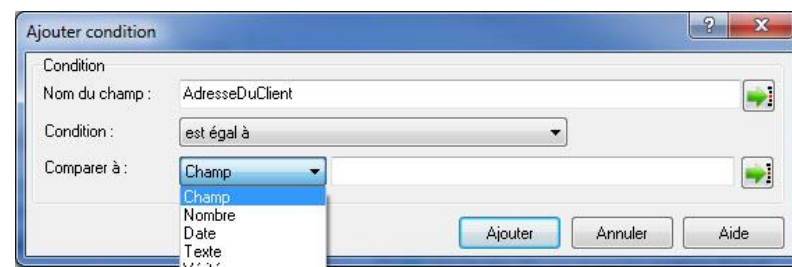 Ajouter condition
Condition
Nom du champ : AdresseDuClient
Condition : est égal à
Comparer à : Champ
Champ
Nombre
Date
Texte
Ajouter Annuler Aide